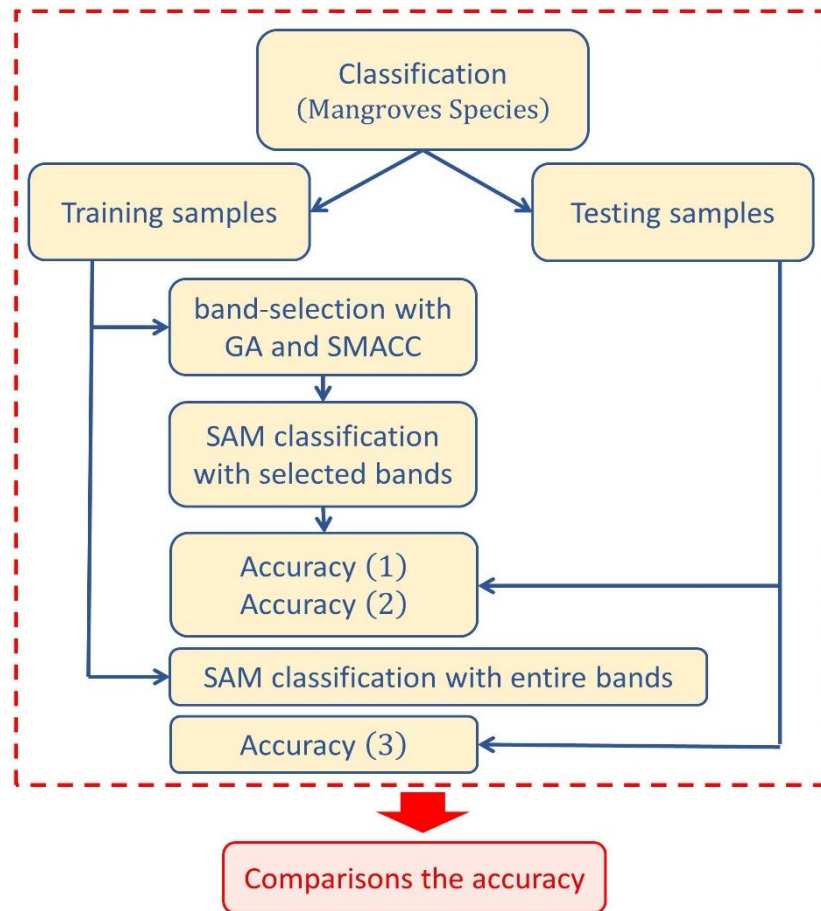 Classification
(Mangroves Species)
Training samples
Testing samples
band-selection with
GA and SMACC
SAM classification
with selected bands
Accuracy (1)
Accuracy (2)
SAM classification with entire bands
Accuracy (3)
Comparisons the accuracy